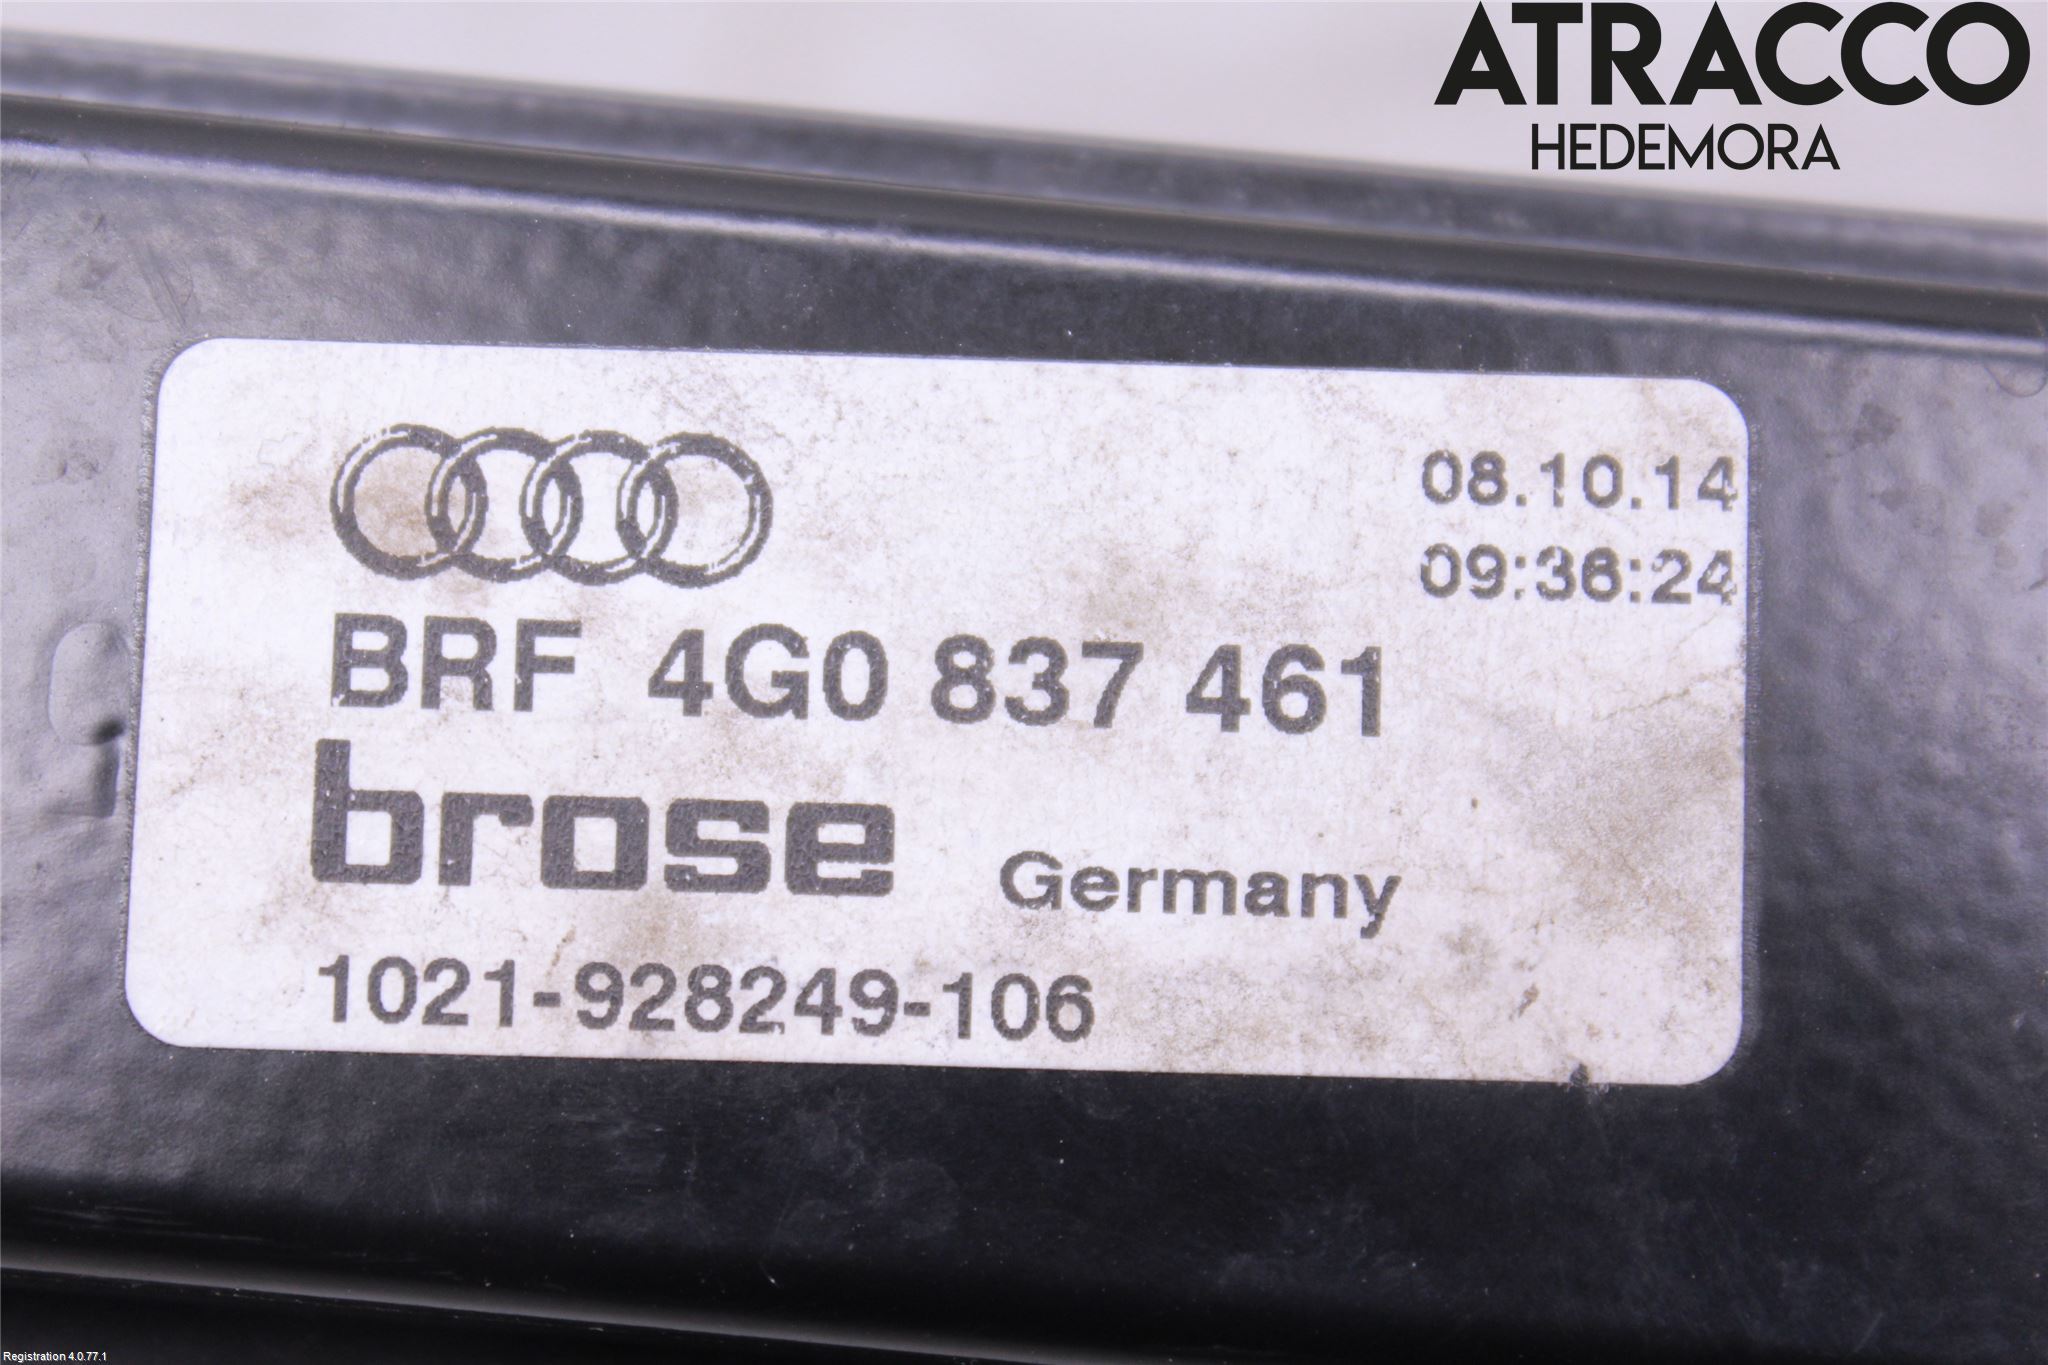 ATRACCO
HEDEMORA
08.10.14
09:36:24
BRF 4G0 837 461
brose Germany
1021-928249-106
Registration 4.0.77.1